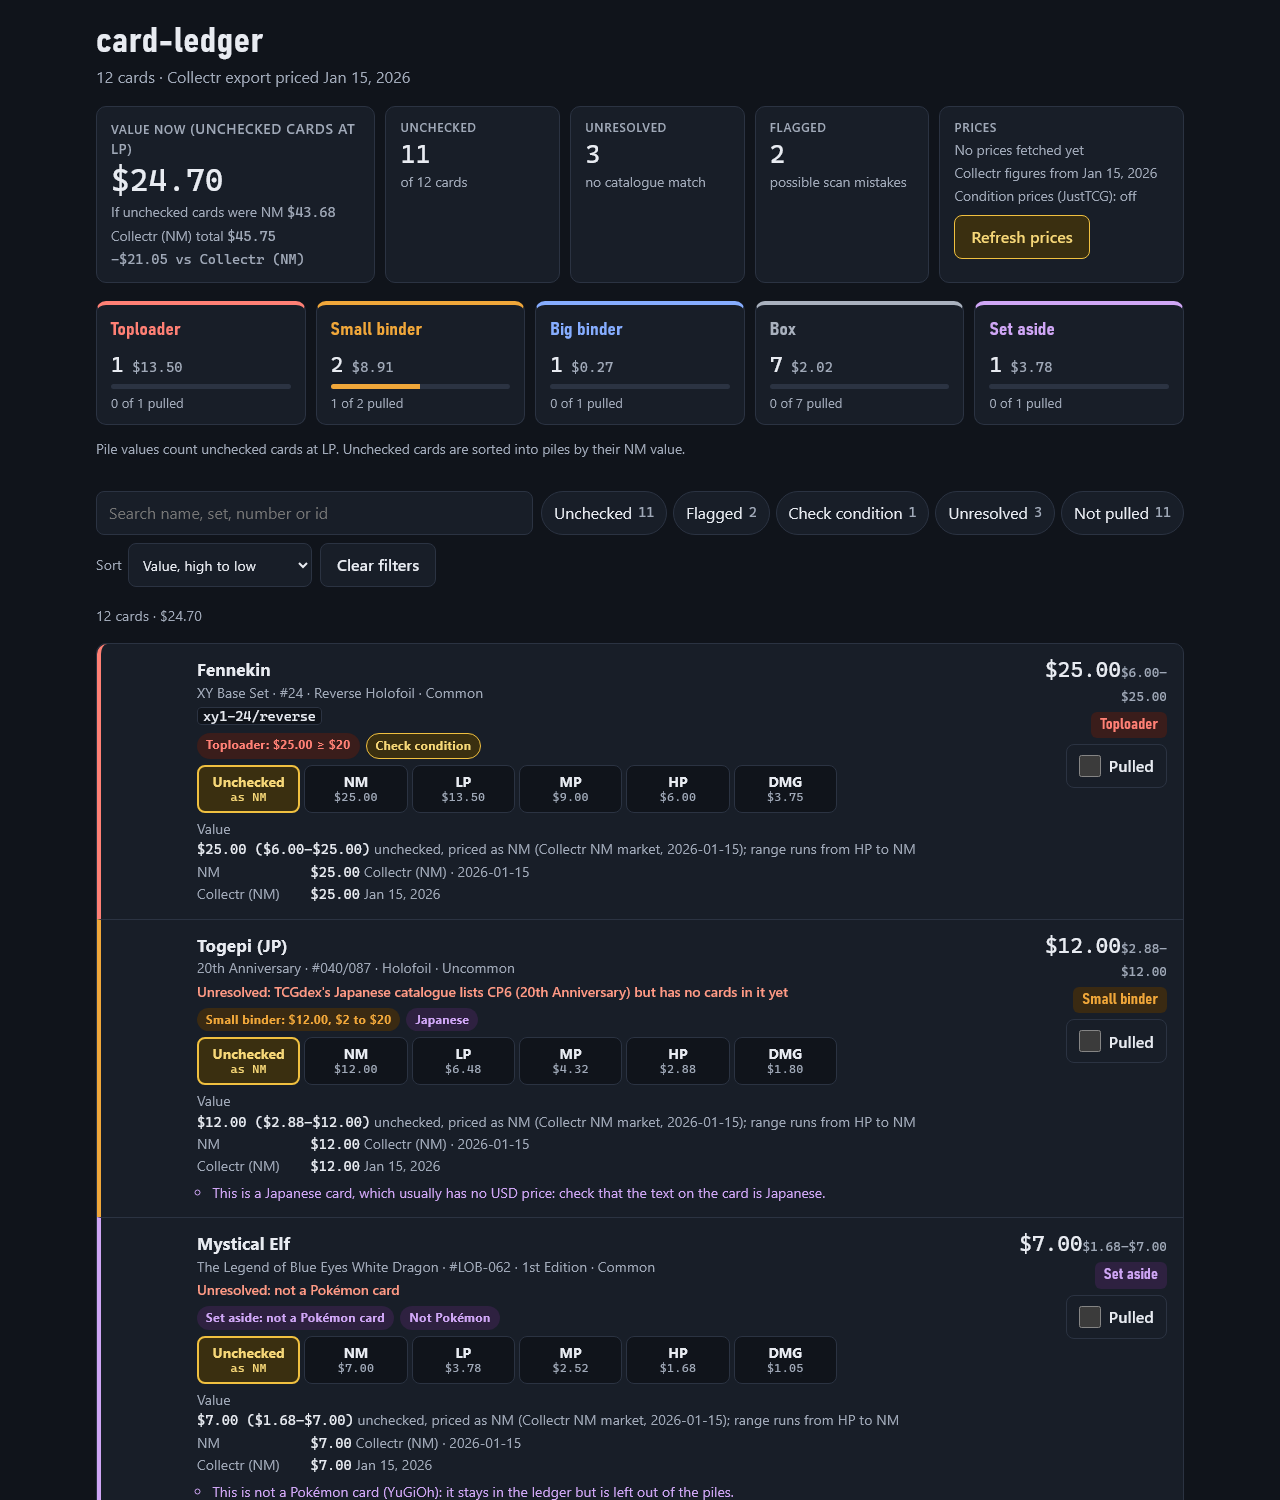 card-ledger
12 cards · Collectr export priced Jan 15, 2026
VALUE NOW (UNCHECKED CARDS AT
LP)
$24.70
If unchecked cards were NM $43.68
Collectr (NM) total $45.75
−$21.05 vs Collectr (NM)
UNCHECKED
11
of 12 cards
UNRESOLVED
3
no catalogue match
FLAGGED
2
possible scan mistakes
PRICES
No prices fetched yet
Collectr figures from Jan 15, 2026
Condition prices (JustTCG): off
Refresh prices
Toploader
1 $13.50
0 of 1 pulled
Small binder
2 $8.91
1 of 2 pulled
Big binder
1 $0.27
0 of 1 pulled
Box
7 $2.02
0 of 7 pulled
Set aside
1 $3.78
0 of 1 pulled
Pile values count unchecked cards at LP. Unchecked cards are sorted into piles by their NM value.
Search name, set, number or id
Unchecked 11
Flagged 2
Check condition 1
Unresolved 3
Not pulled 11
Sort
Value, high to low
Clear filters
12 cards · $24.70
Fennekin
XY Base Set · #24 · Reverse Holofoil · Common
xy1-24/reverse
Toploader: $25.00 ≥ $20
Check condition
Unchecked
as NM
NM
$25.00
LP
$13.50
MP
$9.00
HP
$6.00
DMG
$3.75
Value
$25.00 ($6.00–$25.00) unchecked, priced as NM (Collectr NM market, 2026-01-15); range runs from HP to NM
NM $25.00 Collectr (NM) · 2026-01-15
Collectr (NM) $25.00 Jan 15, 2026
$25.00 $6.00–
$25.00
Toploader
Pulled
Togepi (JP)
20th Anniversary · #040/087 · Holofoil · Uncommon
Unresolved: TCGdex's Japanese catalogue lists CP6 (20th Anniversary) but has no cards in it yet
Small binder: $12.00, $2 to $20
Japanese
Unchecked
as NM
NM
$12.00
LP
$6.48
MP
$4.32
HP
$2.88
DMG
$1.80
Value
$12.00 ($2.88–$12.00) unchecked, priced as NM (Collectr NM market, 2026-01-15); range runs from HP to NM
NM $12.00 Collectr (NM) · 2026-01-15
Collectr (NM) $12.00 Jan 15, 2026
This is a Japanese card, which usually has no USD price: check that the text on the card is Japanese.
$12.00 $2.88–
$12.00
Small binder
Pulled
Mystical Elf
The Legend of Blue Eyes White Dragon · #LOB-062 · 1st Edition · Common
Unresolved: not a Pokémon card
Set aside: not a Pokémon card
Not Pokémon
Unchecked
as NM
NM
$7.00
LP
$3.78
MP
$2.52
HP
$1.68
DMG
$1.05
Value
$7.00 ($1.68–$7.00) unchecked, priced as NM (Collectr NM market, 2026-01-15); range runs from HP to NM
NM $7.00 Collectr (NM) · 2026-01-15
Collectr (NM) $7.00 Jan 15, 2026
This is not a Pokémon card (YuGiOh): it stays in the ledger but is left out of the piles.
$7.00 $1.68–$7.00
Set aside
Pulled